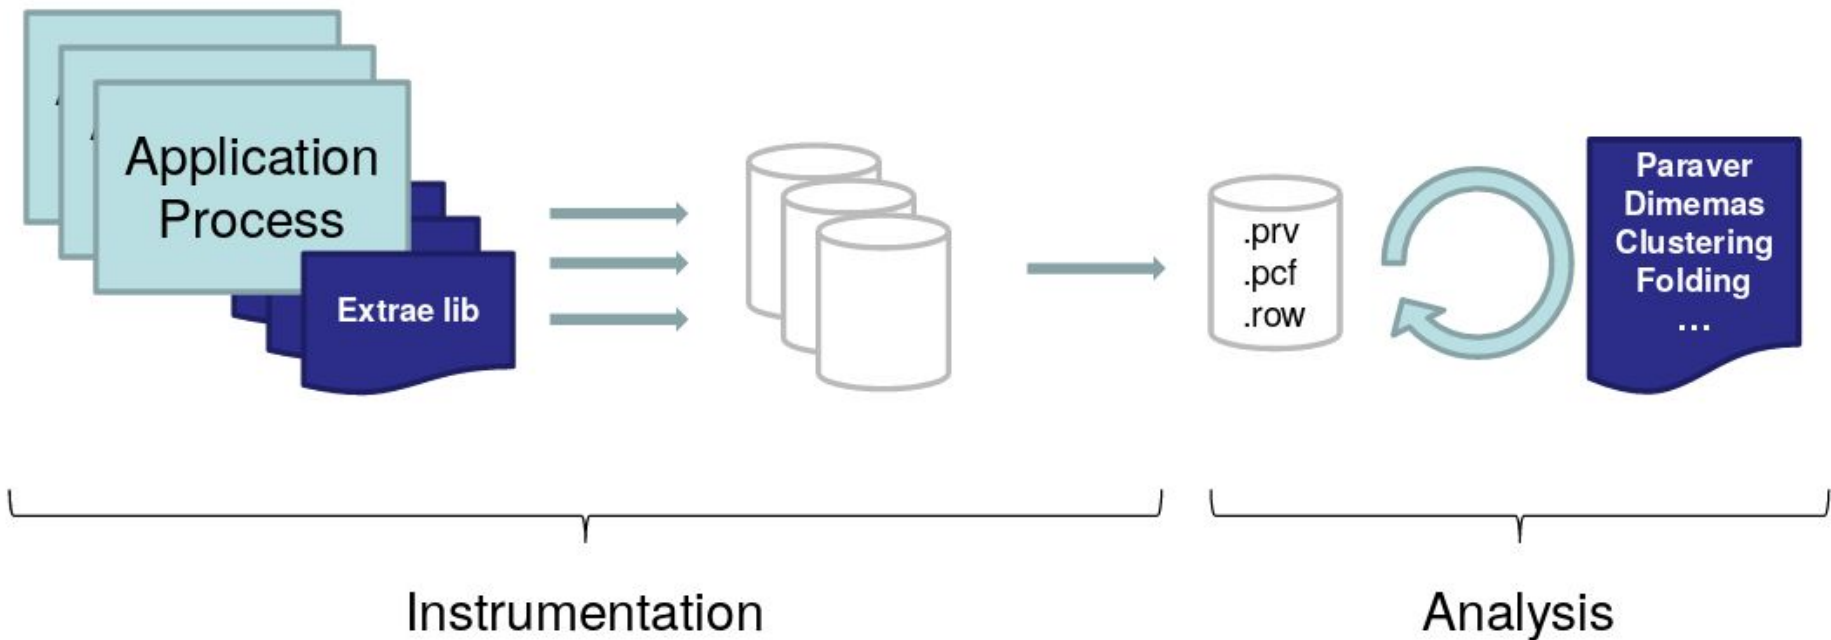 Application
Process
Extrae lib
.prv
.pcf
.row
Paraver
Dimemas
Clustering
Folding
...
Instrumentation
Analysis